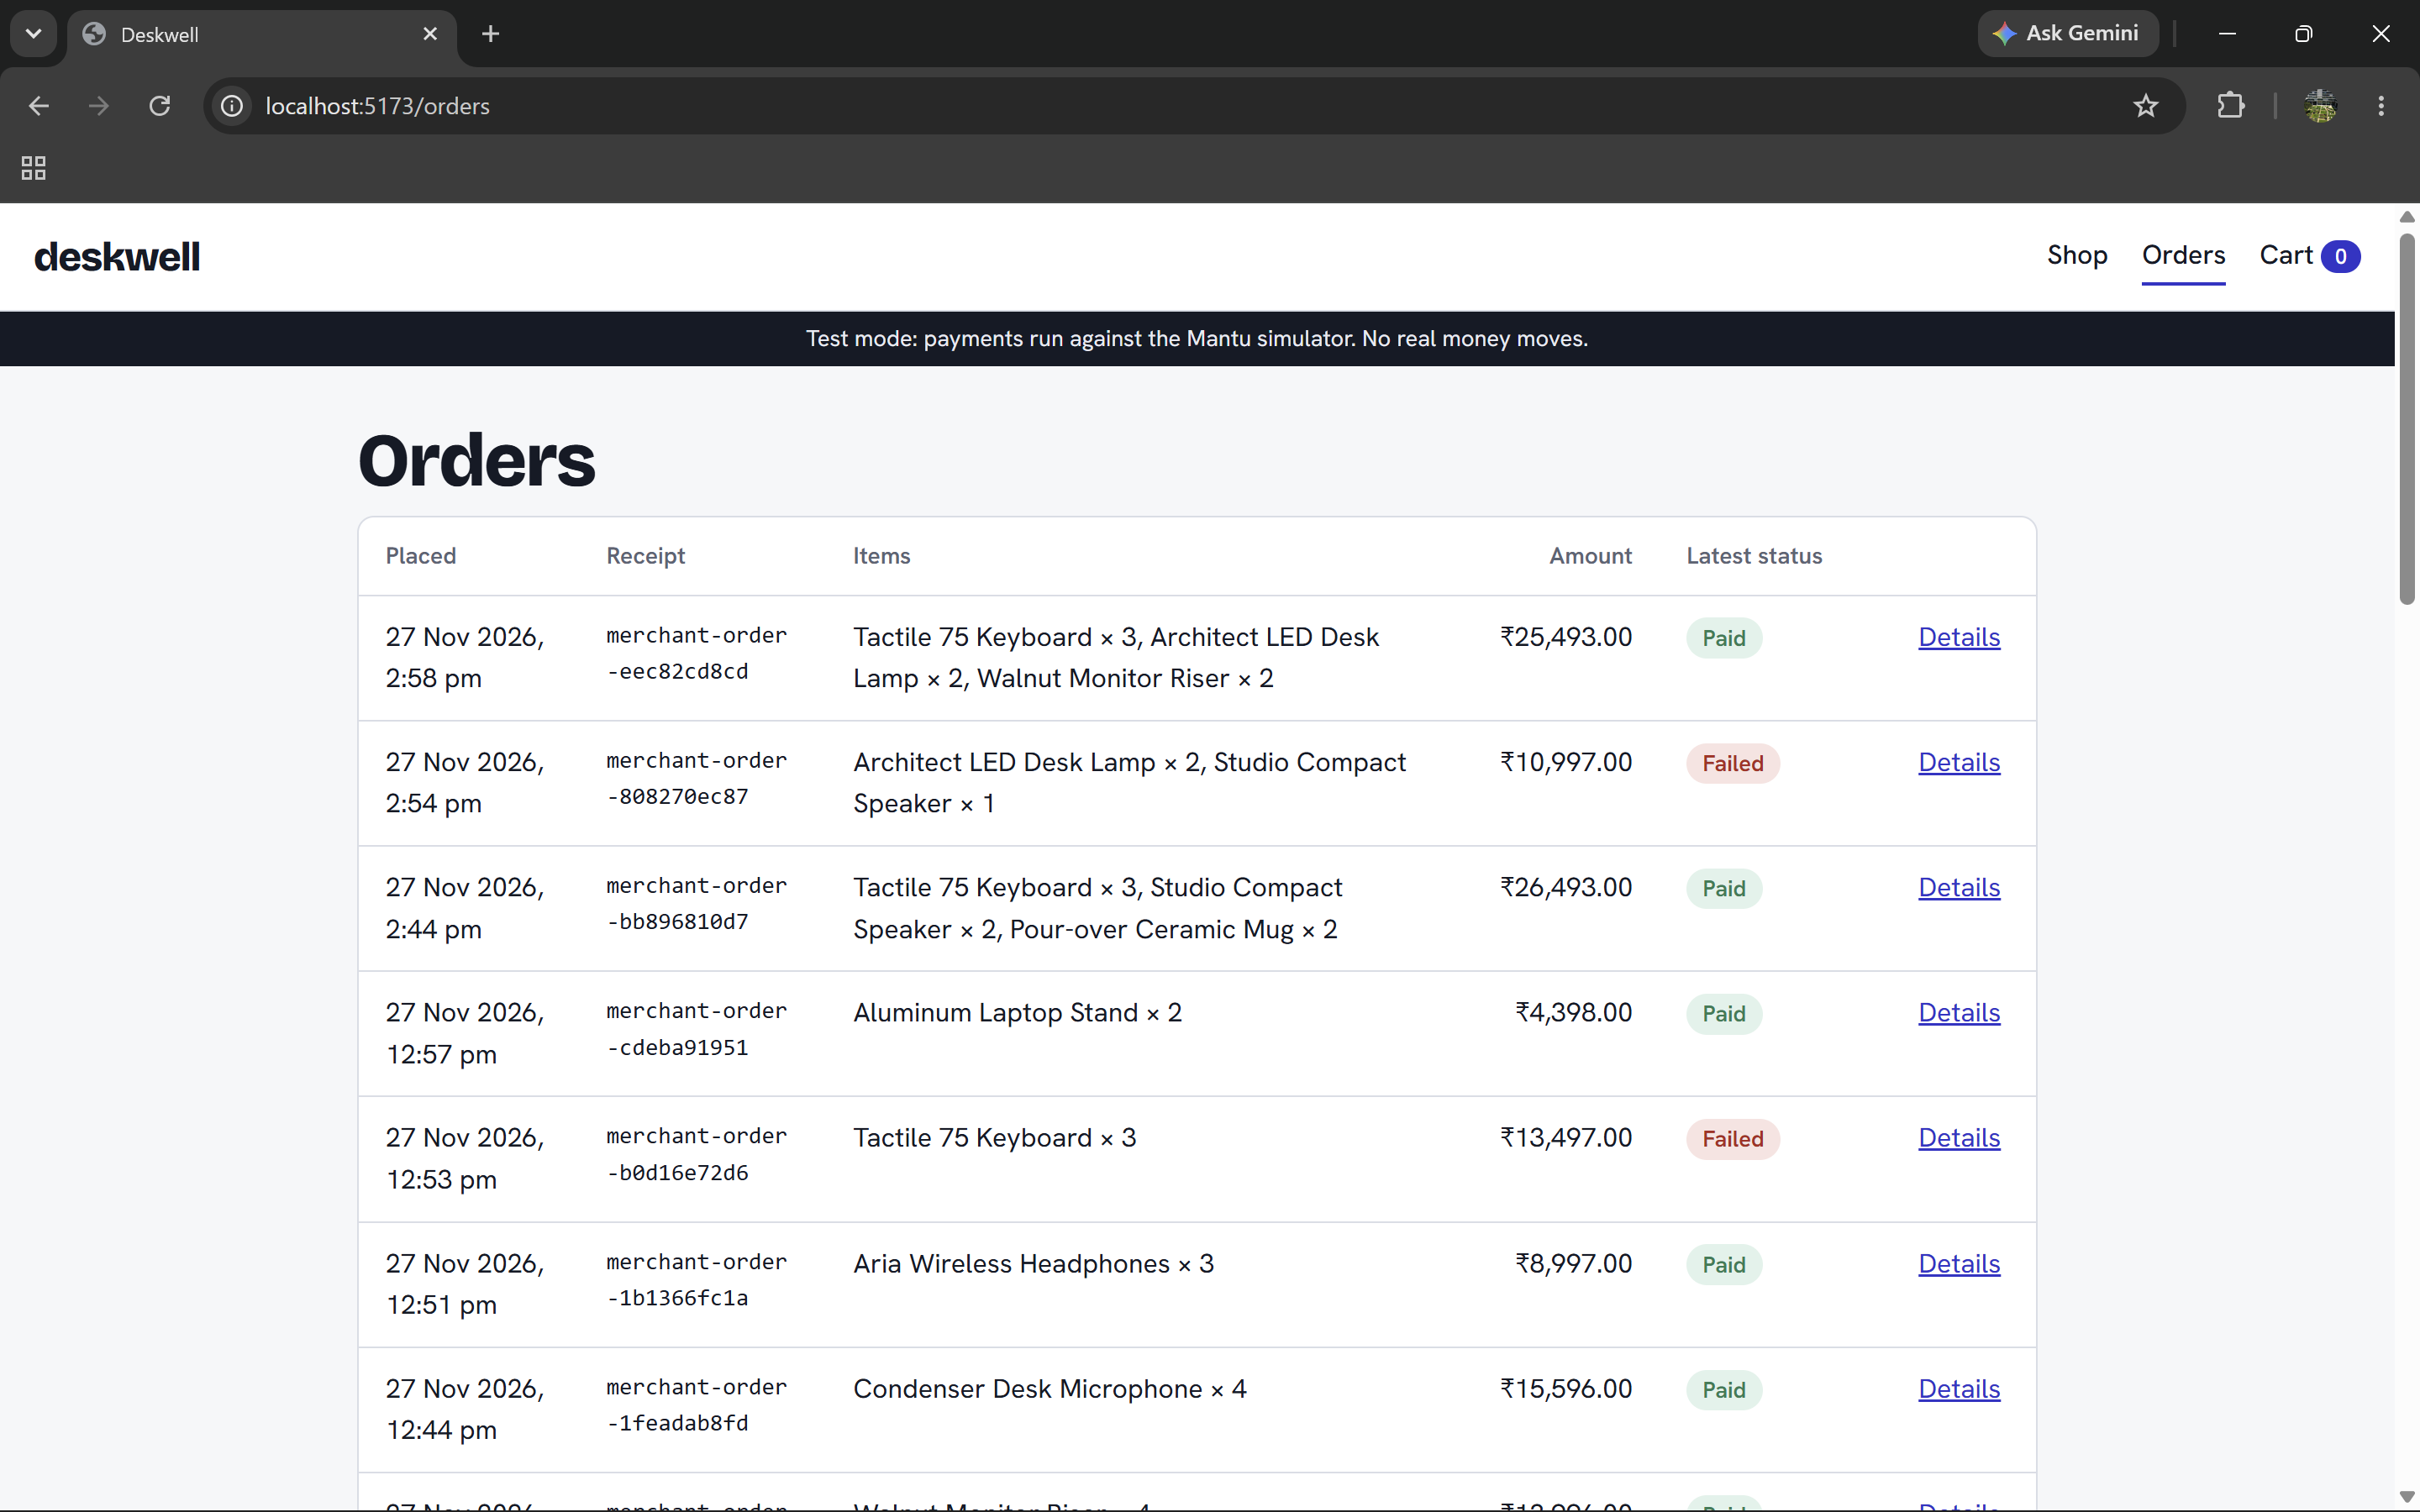 Deskwell
Ask Gemini
localhost:5173/orders
deskwell
Shop Orders Cart 0
Test mode: payments run against the Mantu simulator. No real money moves.
Orders
Placed Receipt Items Amount Latest status
27 Nov 2026, merchant-order Tactile 75 Keyboard × 3, Architect LED Desk ₹25,493.00 Paid Details
2:58 pm -eec82cd8cd Lamp × 2, Walnut Monitor Riser × 2
27 Nov 2026, merchant-order Architect LED Desk Lamp × 2, Studio Compact ₹10,997.00 Failed Details
2:54 pm -808270ec87 Speaker × 1
27 Nov 2026, merchant-order Tactile 75 Keyboard × 3, Studio Compact ₹26,493.00 Paid Details
2:44 pm -bb896810d7 Speaker × 2, Pour-over Ceramic Mug × 2
27 Nov 2026, merchant-order Aluminum Laptop Stand × 2 ₹4,398.00 Paid Details
12:57 pm -cdeba91951
27 Nov 2026, merchant-order Tactile 75 Keyboard × 3 ₹13,497.00 Failed Details
12:53 pm -b0d16e72d6
27 Nov 2026, merchant-order Aria Wireless Headphones × 3 ₹8,997.00 Paid Details
12:51 pm -1b1366fc1a
27 Nov 2026, merchant-order Condenser Desk Microphone × 4 ₹15,596.00 Paid Details
12:44 pm -1feadab8fd